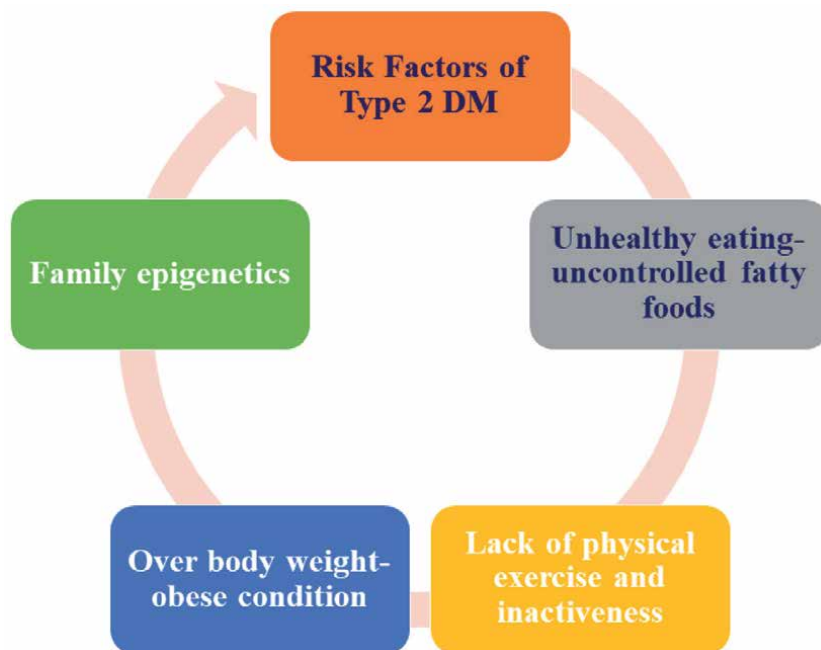 Risk Factors of
Type 2 DM
Unhealthy eating-
uncontrolled fatty
foods
Lack of physical
exercise and
inactiveness
Over body weight-
obese condition
Family epigenetics